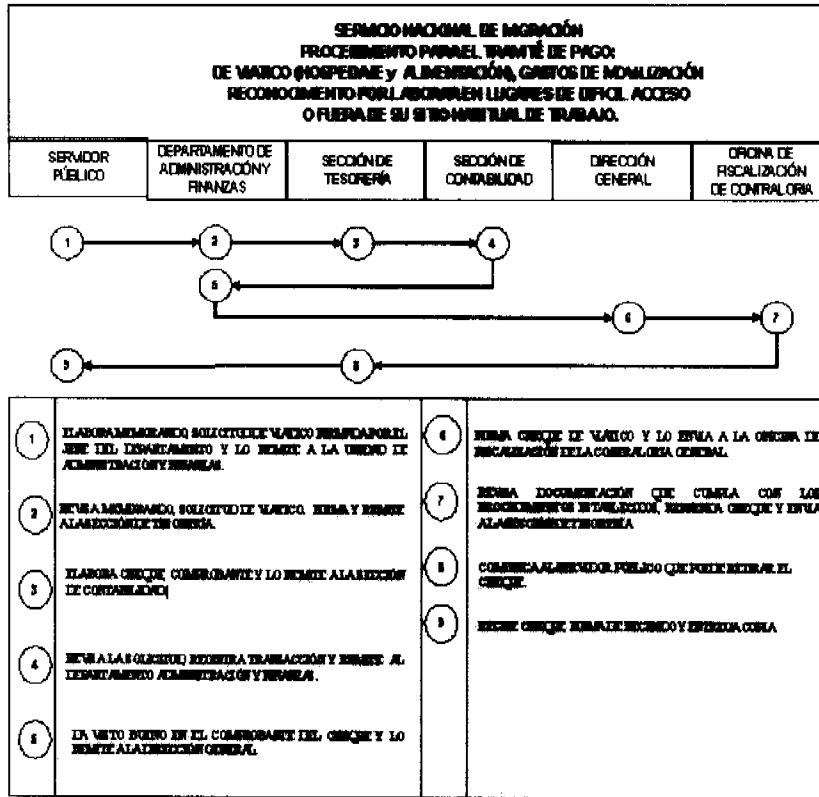 SERVICIO NACIONAL DE MIGRACIÓN
PROCEDIMIENTO PARA EL TRAMITÉ DE PAGO:
DE VIATICO (HOSPEDAJE y ALIMENTACIÓN), GASTOS DE MOVILIZACIÓN
RECONOCIMIENTO POR LABORAR EN LUGARES DE DIFICIL ACCESO
O FUERA DE SU SITIO HABITUAL DE TRABAJO.
SERVIDOR
PÚBLICO
DEPARTAMENTO DE
ADMINISTRACIÓN Y
FINANZAS
SECCIÓN DE
TESORERÍA
SECCIÓN DE
CONTABILIDAD
DIRECCIÓN
GENERAL
OFICINA DE
FISCALIZACIÓN
DE CONTRALORIA
1 2 3 4
5 6 7
9 8
1 ELABORA MEMORANDO, SOLICITUD DE VIATICO FIRMADA POR EL
JEFE DEL DEPARTAMENTO Y LO REMITE A LA UNIDAD DE
ADMINISTRACIÓN Y FINANZAS.
2 REVISA MEMORANDO, SOLICITUD DE VIATICO. FIRMA Y REMITE
A LA SECCIÓN DE TESORERÍA.
3 ELABORA CHEQUE, COMPROBANTE Y LO REMITE A LA SECCIÓN
DE CONTABILIDAD
4 REVISA LA SOLICITUD, REGISTRA TRANSACCIÓN Y REMITE AL
DEPARTAMENTO ADMINISTRACIÓN Y FINANZAS.
5 DA VISTO BUENO EN EL COMPROBANTE DEL CHEQUE Y LO
REMITE A LA DIRECCIÓN GENERAL.
6 FIRMA CHEQUE DE VIÁTICO Y LO ENVIA A LA OFICINA DE
FISCALIZACIÓN DE LA CONTRALORIA GENERAL.
7 REVISA DOCUMENTACIÓN QUE CUMPLA CON LOS
PROCEDIMIENTOS ESTABLECIDOS, REFRENDA CHEQUE Y ENVIA
A LA SECCIÓN DE TESORERÍA
8 COMUNICA AL SERVIDOR PÚBLICO QUE PUEDE RETIRAR EL
CHEQUE.
9 RECIBE CHEQUE, FIRMA DE RECIBIDO Y ENTREGA COPIA